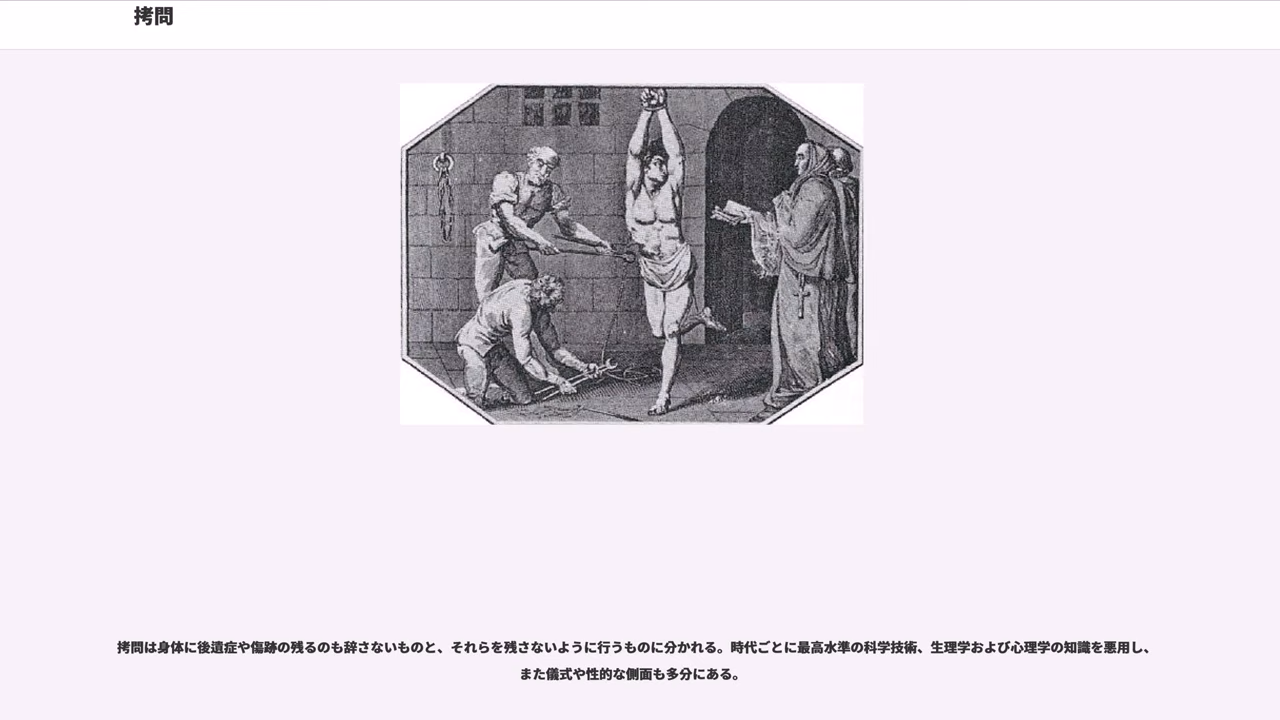 拷問
拷問は身体に後遺症や傷跡の残るのも辞さないものと、それらを残さないように行うものに分かれる。時代ごとに最高水準の科学技術、生理学および心理学の知識を悪用し、
また儀式や性的な側面も多分にある。